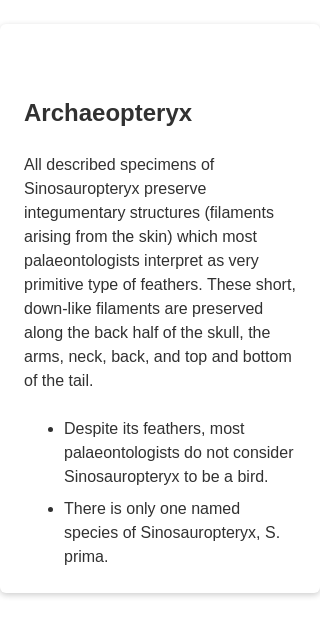 Archaeopteryx
All described specimens of
Sinosauropteryx preserve
integumentary structures (filaments
arising from the skin) which most
palaeontologists interpret as very
primitive type of feathers. These short,
down-like filaments are preserved
along the back half of the skull, the
arms, neck, back, and top and bottom
of the tail.
• Despite its feathers, most
palaeontologists do not consider
Sinosauropteryx to be a bird.
• There is only one named
species of Sinosauropteryx, S.
prima.